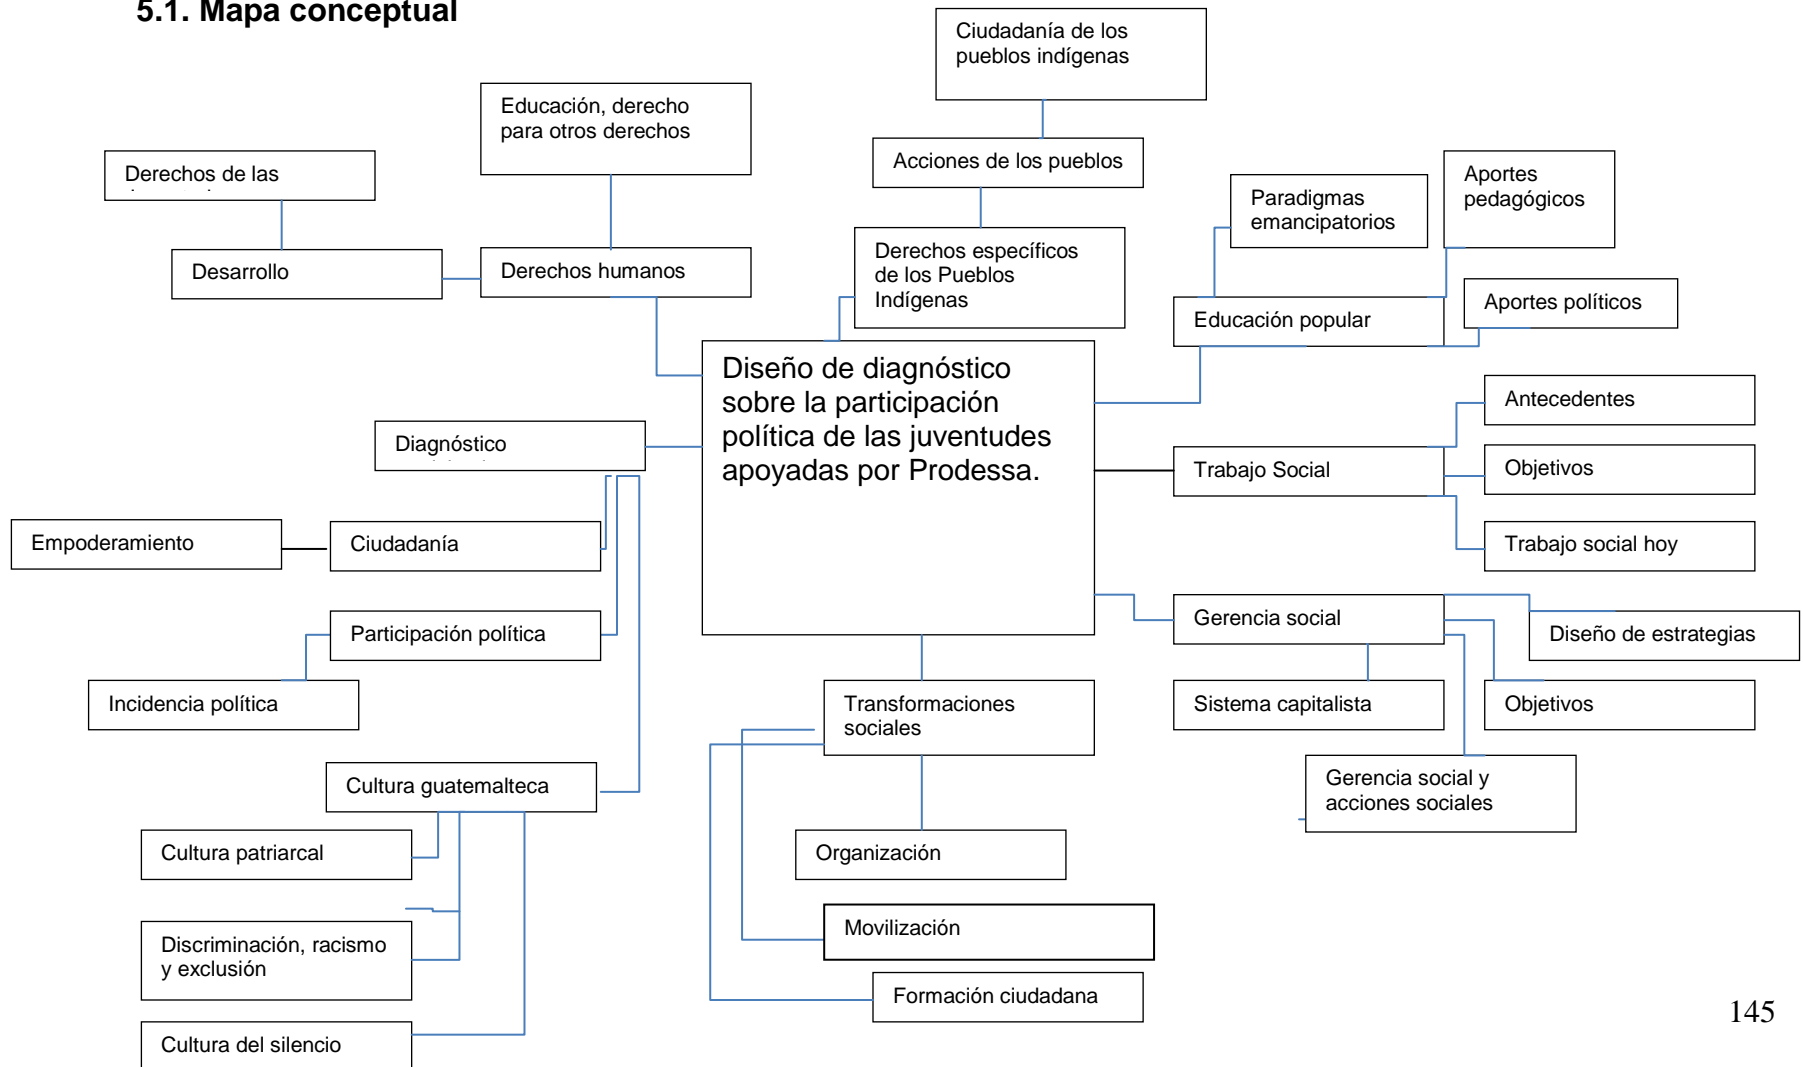 5.1. Mapa conceptual
Ciudadanía de los
pueblos indígenas
Educación, derecho
para otros derechos
Acciones de los pueblos
Derechos de las
Aportes
pedagógicos
Paradigmas
emancipatorios
Derechos específicos
de los Pueblos
Indígenas
Desarrollo
Derechos humanos
Aportes políticos
Educación popular
Diseño de diagnóstico
sobre la participación
política de las juventudes
apoyadas por Prodessa.
Antecedentes
Diagnóstico
Trabajo Social
Objetivos
Empoderamiento
Ciudadanía
Trabajo social hoy
Gerencia social
Diseño de estrategias
Participación política
Incidencia política
Transformaciones
sociales
Sistema capitalista
Objetivos
Cultura guatemalteca
Gerencia social y
acciones sociales
Cultura patriarcal
Organización
Discriminación, racismo
y exclusión
Movilización
Formación ciudadana
Cultura del silencio
145